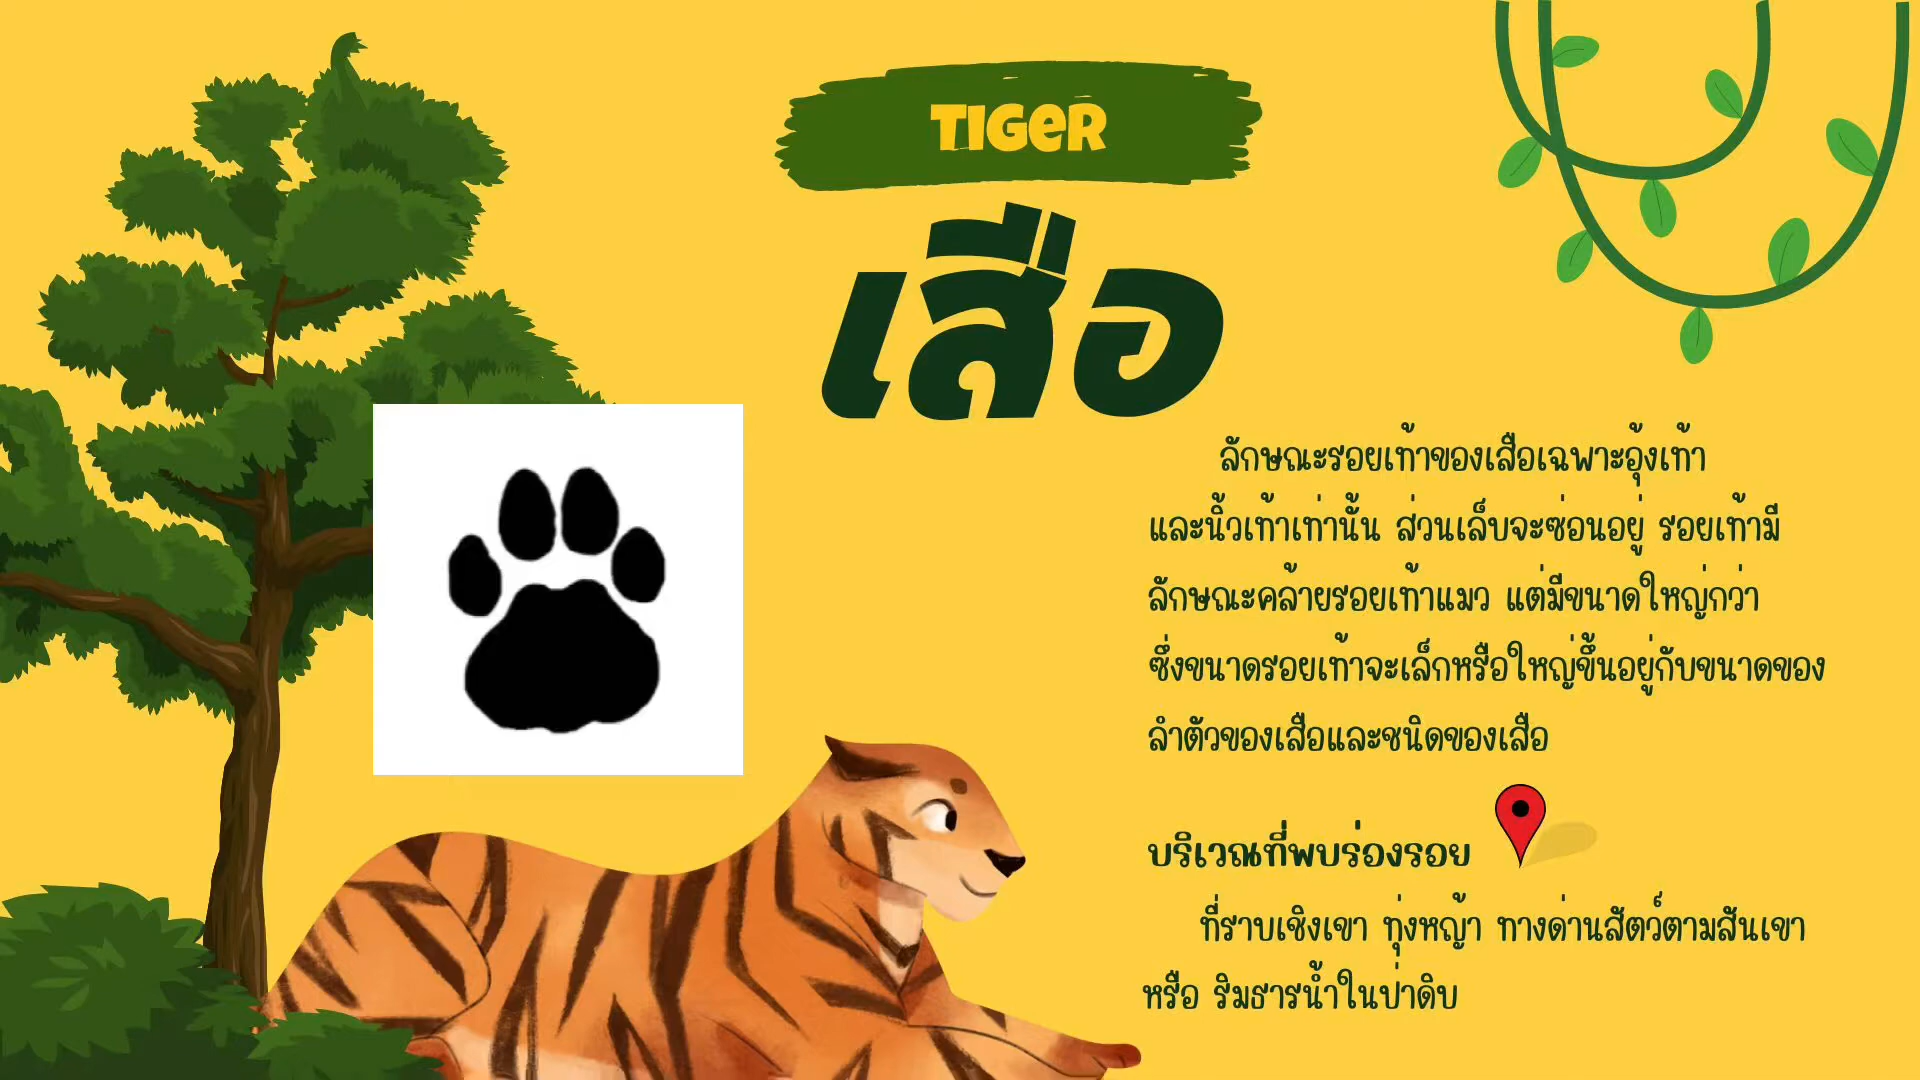 TIGER
เสือ
ลักษณะรอยเท้าของเสือเฉพาะอุ้งเท้า
และนิ้วเท้าเท่านั้น ส่วนเล็บจะซ่อนอยู่ รอยเท้ามี
ลักษณะคล้ายรอยเท้าแมว แต่มีขนาดใหญ่กว่า
ซึ่งขนาดรอยเท้าจะเล็กหรือใหญ่ขึ้นอยู่กับขนาดของ
ลำตัวของเสือและชนิดของเสือ
บริเวณที่พบร่องรอย
ที่ราบเชิงเขา ทุ่งหญ้า ทางด่านสัตว์ตามสันเขา
หรือ ริมธารน้ำในป่าดิบ